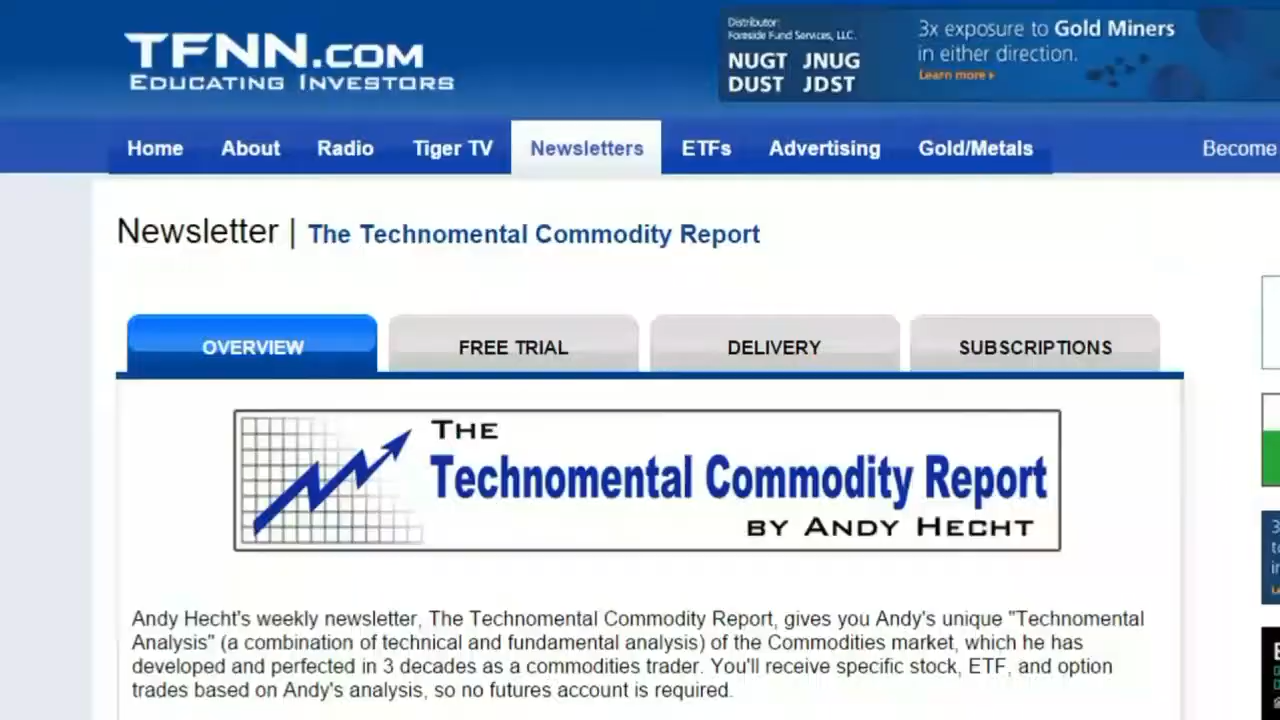 TFNN.COM
EDUCATING INVESTORS
Distributor:
Foreside Fund Services, LLC.
NUGT JNUG
DUST JDST
3x exposure to Gold Miners
in either direction.
Learn more
Home About Radio Tiger TV Newsletters ETFs Advertising Gold/Metals Become
Newsletter | The Technomental Commodity Report
OVERVIEW FREE TRIAL DELIVERY SUBSCRIPTIONS
THE
Technomental Commodity Report
BY ANDY HECHT
Andy Hecht's weekly newsletter, The Technomental Commodity Report, gives you Andy's unique "Technomental
Analysis" (a combination of technical and fundamental analysis) of the Commodities market, which he has
developed and perfected in 3 decades as a commodities trader. You'll receive specific stock, ETF, and option
trades based on Andy's analysis, so no futures account is required.